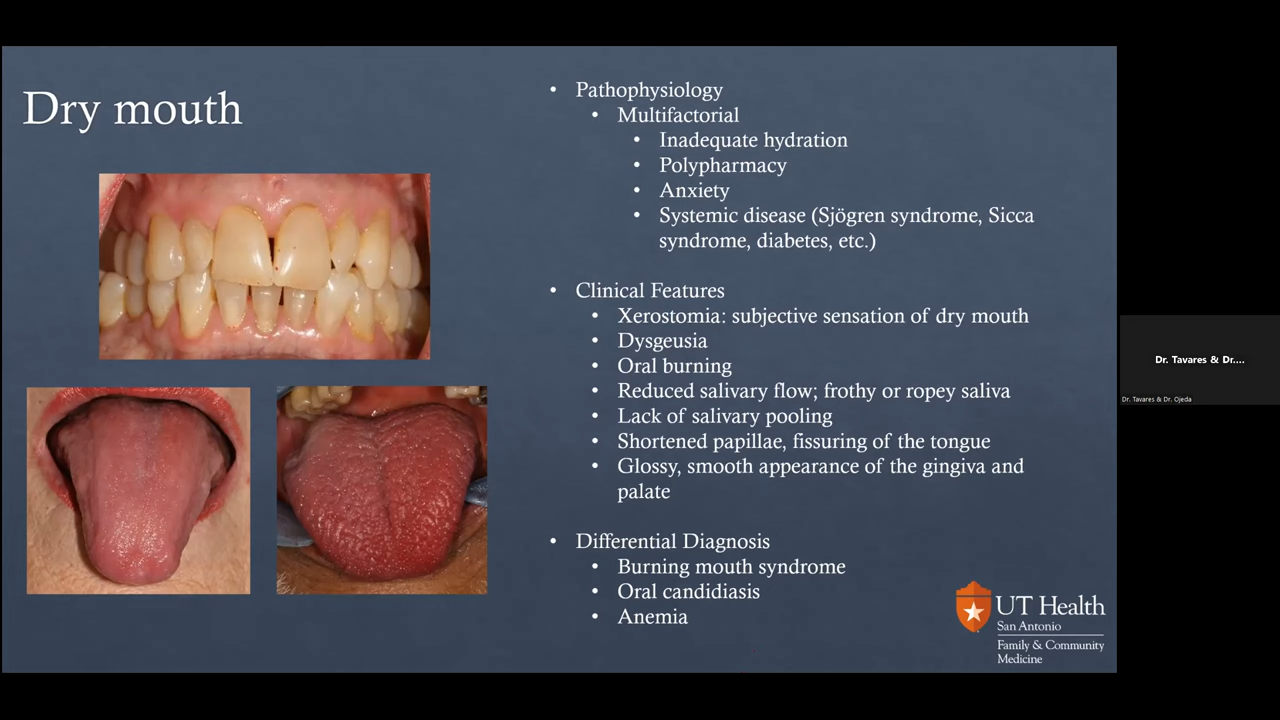 Dry mouth
• Pathophysiology
• Multifactorial
• Inadequate hydration
• Polypharmacy
• Anxiety
• Systemic disease (Sjögren syndrome, Sicca
syndrome, diabetes, etc.)
• Clinical Features
• Xerostomia: subjective sensation of dry mouth
• Dysgeusia
• Oral burning
• Reduced salivary flow; frothy or ropey saliva
• Lack of salivary pooling
• Shortened papillae, fissuring of the tongue
• Glossy, smooth appearance of the gingiva and
palate
• Differential Diagnosis
• Burning mouth syndrome
• Oral candidiasis
• Anemia
UT Health
San Antonio
Family & Community
Medicine
Dr. Tavares & Dr....
Dr. Tavares & Dr. Ojeda